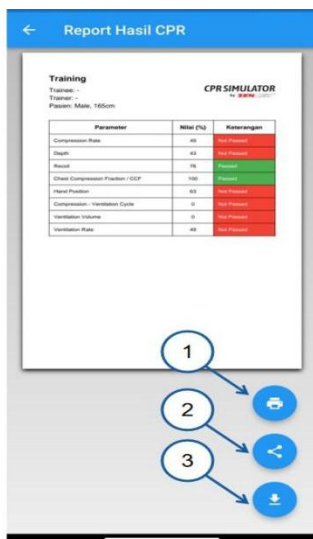 Report Hasil CPR
Training
Trainee: -
Trainer: -
Pasien: Male, 165cm
CPR SIMULATOR
by
Parameter Nilai (%) Keterangan
Compression Rate 48 Not Passed
Depth 43 Not Passed
Recoil 76 Passed
Chest Compression Fraction / CCF 100 Passed
Hand Position 63 Not Passed
Compression - Ventilation Cycle 0 Not Passed
Ventilation Volume 0 Not Passed
Ventilation Rate 49 Not Passed
1
2
3